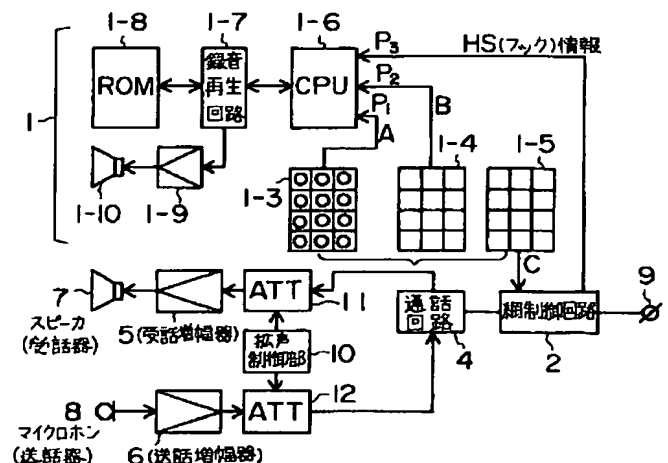 1-8
1-7
1-6
ROM
録音
再生
回路
CPU
P3
P2
P1
HS(フック)情報
B
A
1
1-10
1-9
1-3
1-4
1-5
C
9
7
スピーカ
(受話器)
5(受話増幅器)
ATT
11
拡声
制御部
10
通話
回路
4
網制御回路
2
8
マイクロホン
(送話器)
6(送話増幅器)
ATT
12